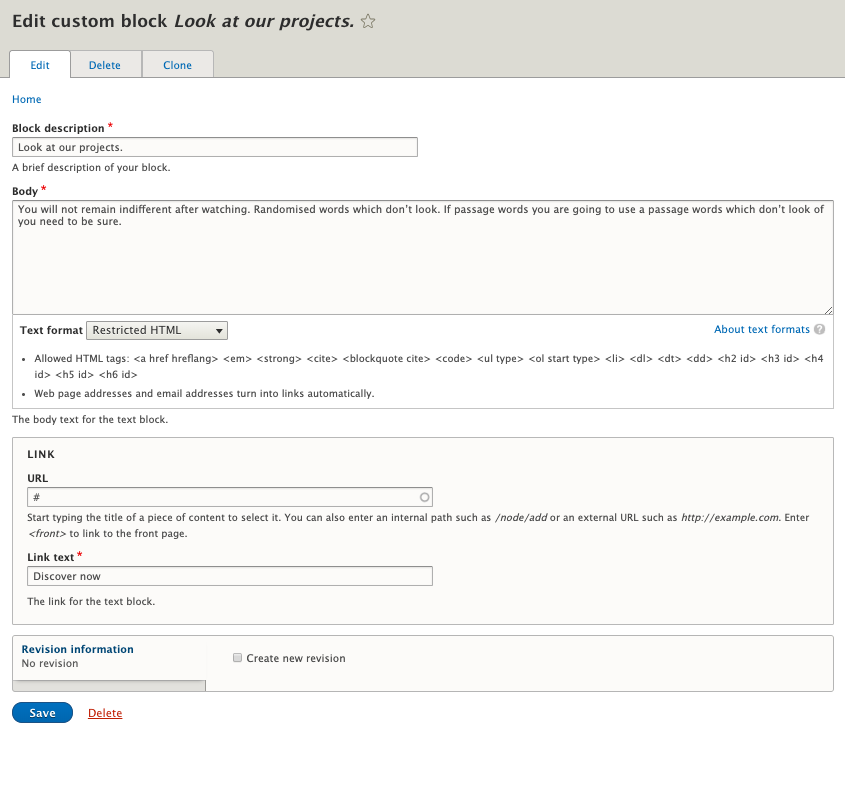 Edit custom block Look at our projects.
Edit Delete Clone
Home
Block description *
Look at our projects.
A brief description of your block.
Body *
You will not remain indifferent after watching. Randomised words which don't look. If passage words you are going to use a passage words which don't look of
you need to be sure.
Text format Restricted HTML About text formats ?
• Allowed HTML tags: <a href hreflang> <em> <strong> <cite> <blockquote cite> <code> <ul type> <ol start type> <li> <dl> <dt> <dd> <h2 id> <h3 id> <h4
id> <h5 id> <h6 id>
• Web page addresses and email addresses turn into links automatically.
The body text for the text block.
LINK
URL
#
Start typing the title of a piece of content to select it. You can also enter an internal path such as /node/add or an external URL such as http://example.com. Enter
<front> to link to the front page.
Link text *
Discover now
The link for the text block.
Revision information
No revision
Create new revision
Save Delete